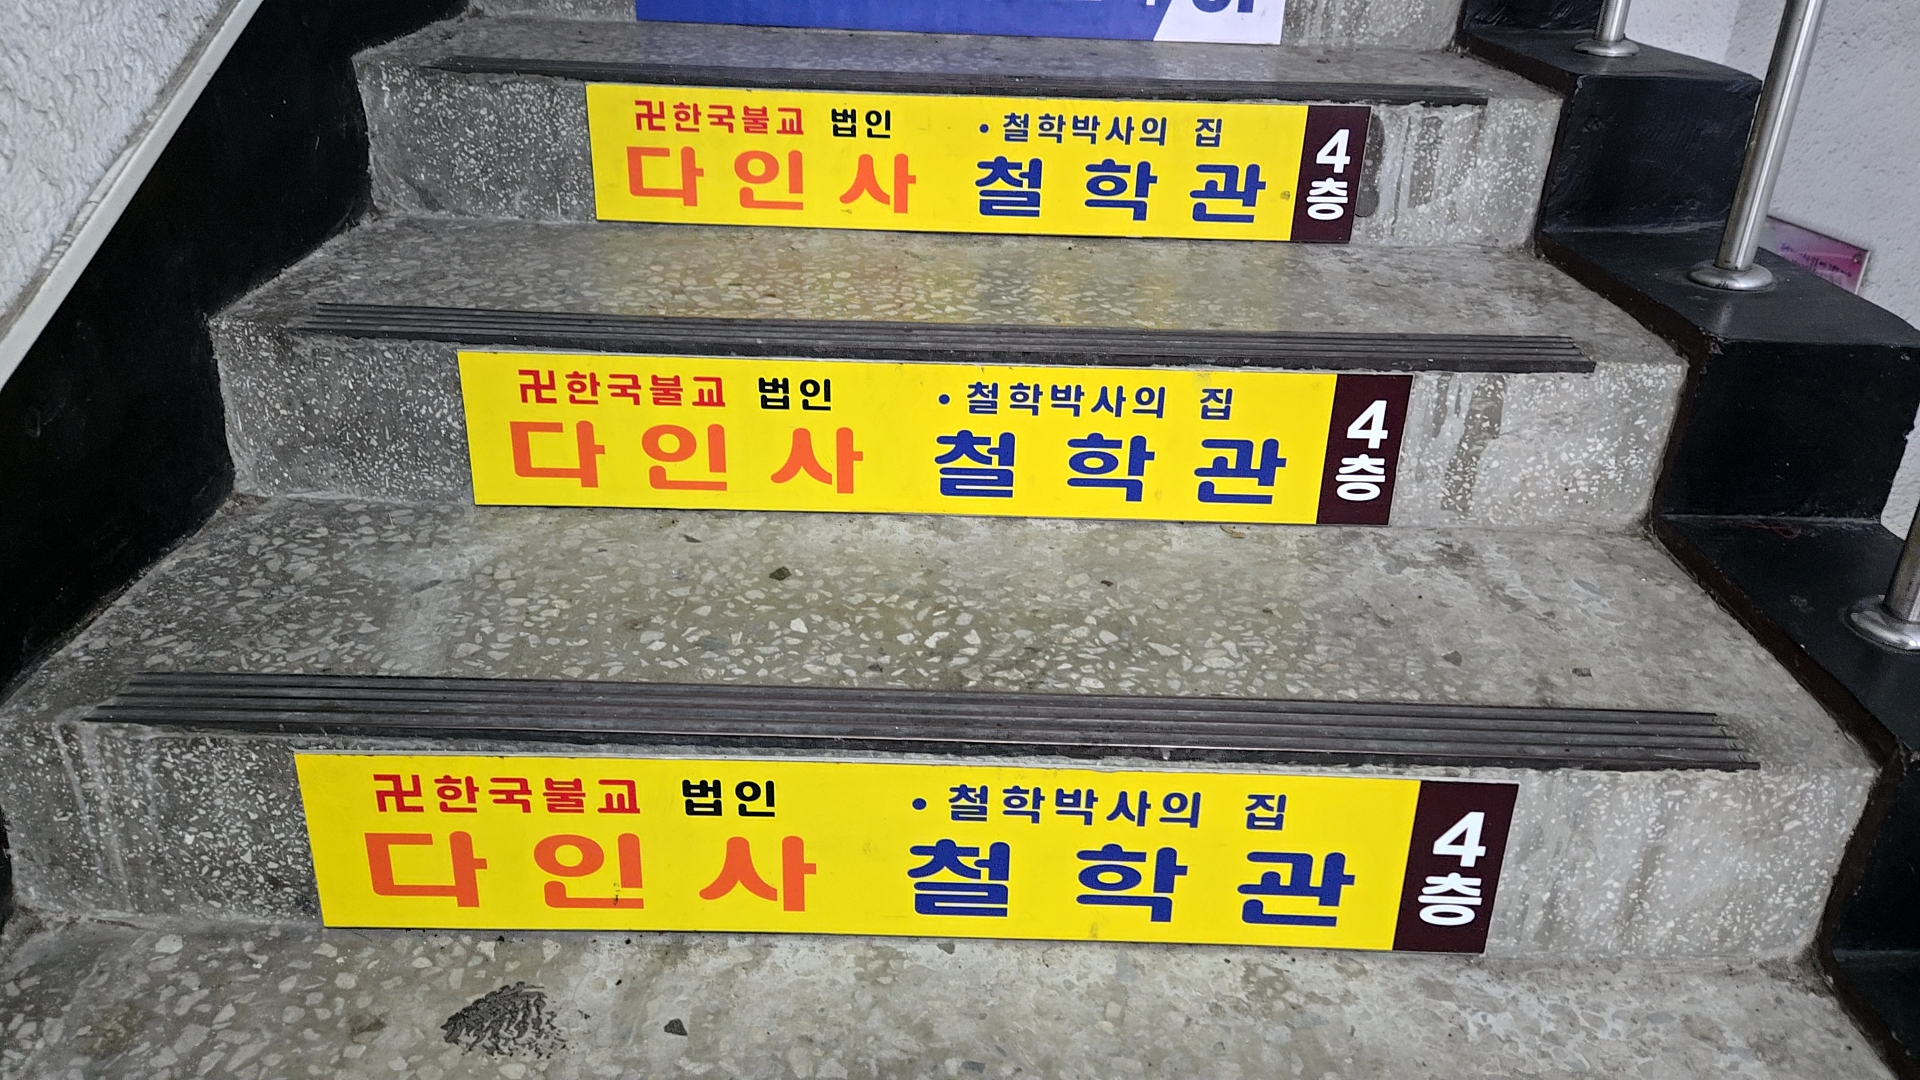 卍한국불교 법인 • 철학박사의 집
다인사 철학관
4층
卍한국불교 법인 • 철학박사의 집
다인사 철학관
4층
卍한국불교 법인 • 철학박사의 집
다인사 철학관
4층